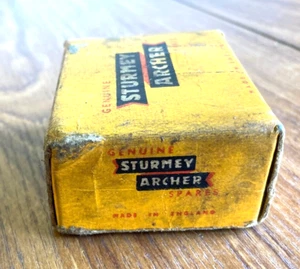 GENUINE
STURMEY
ARCHER
GENUINE
STURMEY
ARCHER
SPARES
MADE IN ENGLAND